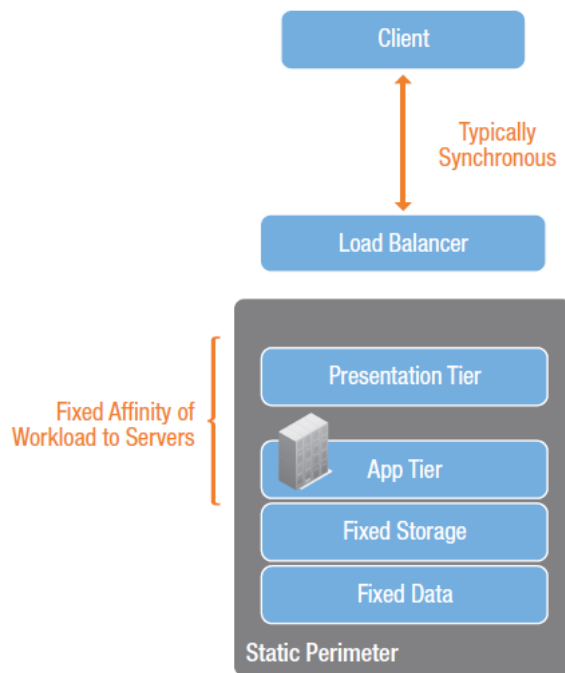 Client
Typically
Synchronous
Load Balancer
Presentation Tier
Fixed Affinity of
Workload to Servers
App Tier
Fixed Storage
Fixed Data
Static Perimeter